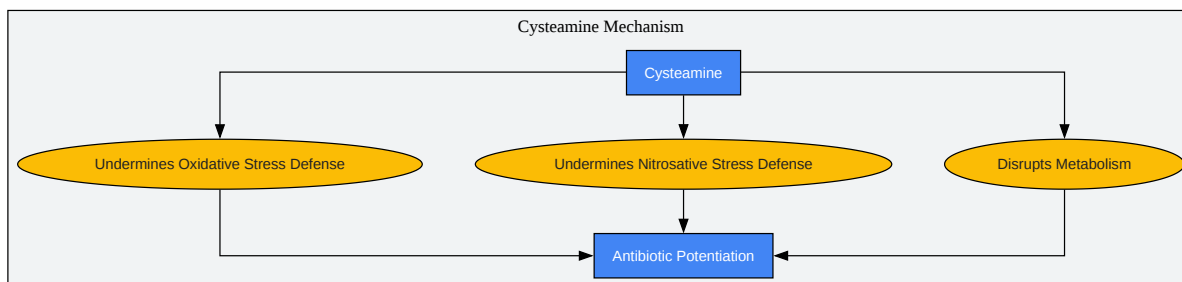 Cysteamine Mechanism
Cysteamine
Undermines Oxidative Stress Defense
Undermines Nitrosative Stress Defense
Disrupts Metabolism
Antibiotic Potentiation